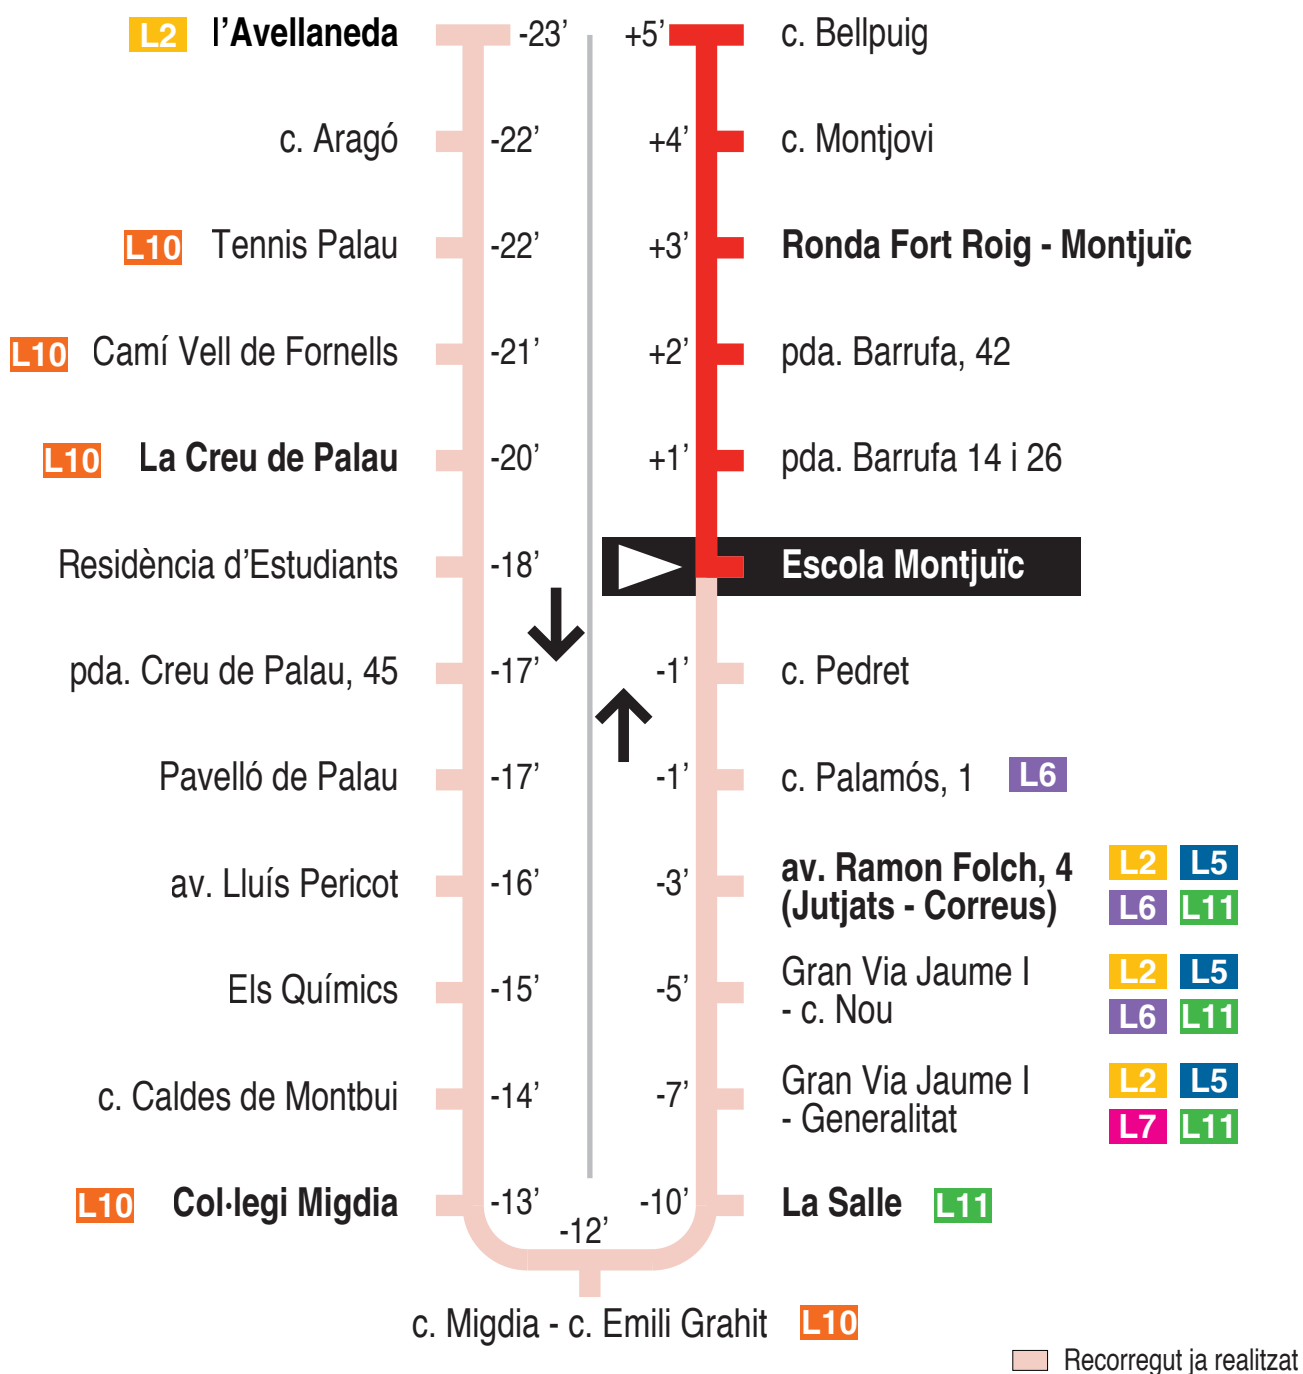 L2 l’Avellaneda -23’
c. Aragó -22’
L10 Tennis Palau -22’
L10 Camí Vell de Fornells -21’
L10 La Creu de Palau -20’
Residència d’Estudiants -18’
pda. Creu de Palau, 45 -17’
Pavelló de Palau -17’
av. Lluís Pericot -16’
Els Químics -15’
c. Caldes de Montbui -14’
L10 Col·legi Migdia -13’
-12’
c. Migdia - c. Emili Grahit L10
+5’ c. Bellpuig
+4’ c. Montjovi
+3’ Ronda Fort Roig - Montjuïc
+2’ pda. Barrufa, 42
+1’ pda. Barrufa 14 i 26
Escola Montjuïc
-1’ c. Pedret
-1’ c. Palamós, 1 L6
-3’ av. Ramon Folch, 4 L2 L5
(Jutjats - Correus) L6 L11
-5’ Gran Via Jaume I L2 L5
- c. Nou L6 L11
-7’ Gran Via Jaume I L2 L5
- Generalitat L7 L11
-10’ La Salle L11
Recorregut ja realitzat